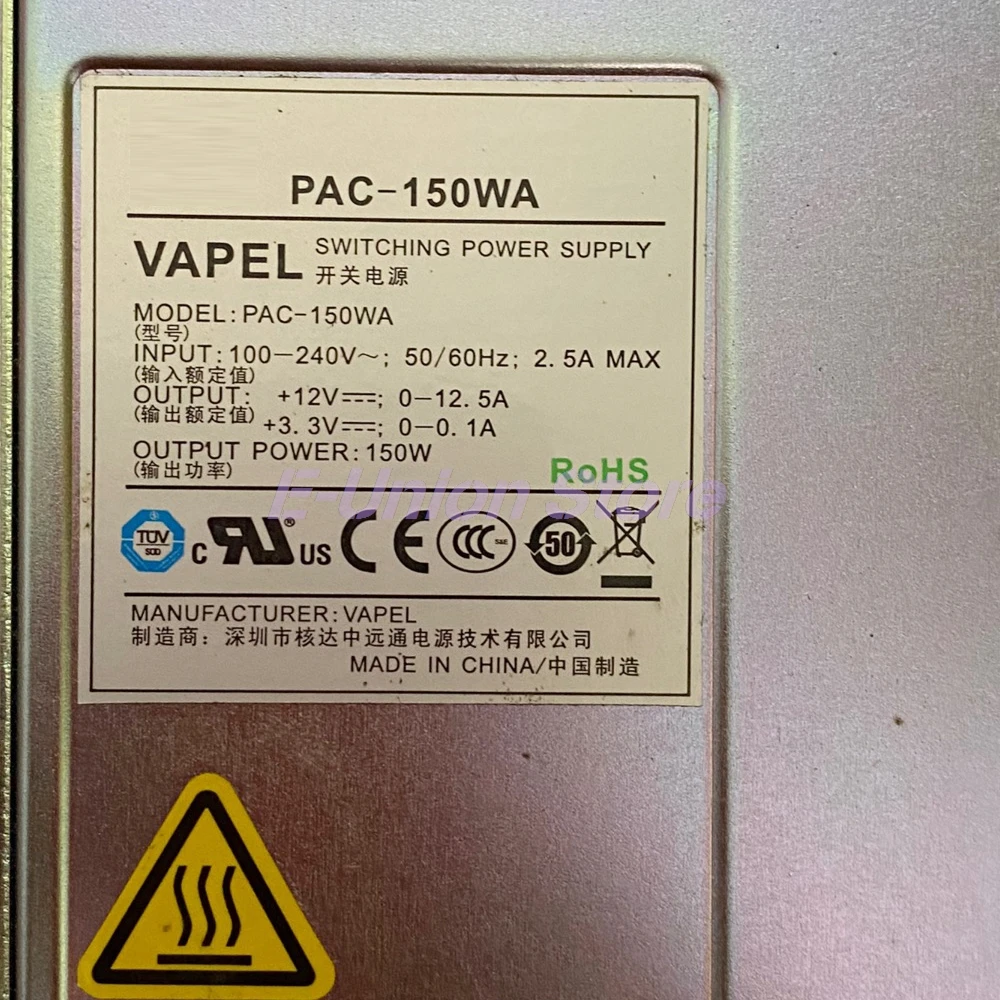 PAC-150WA
VAPEL SWITCHING POWER SUPPLY
开关电源
MODEL: PAC-150WA
(型号)
INPUT: 100-240V～; 50/60Hz; 2.5A MAX
(输入额定值)
OUTPUT: +12V⎓; 0-12.5A
(输出额定值) +3.3V⎓; 0-0.1A
OUTPUT POWER: 150W
(输出功率)
RoHS
E-Union Store
TÜV SÜD c RU® US CE CCC S&E 50
MANUFACTURER: VAPEL
制造商: 深圳市核达中远通电源技术有限公司
MADE IN CHINA/中国制造